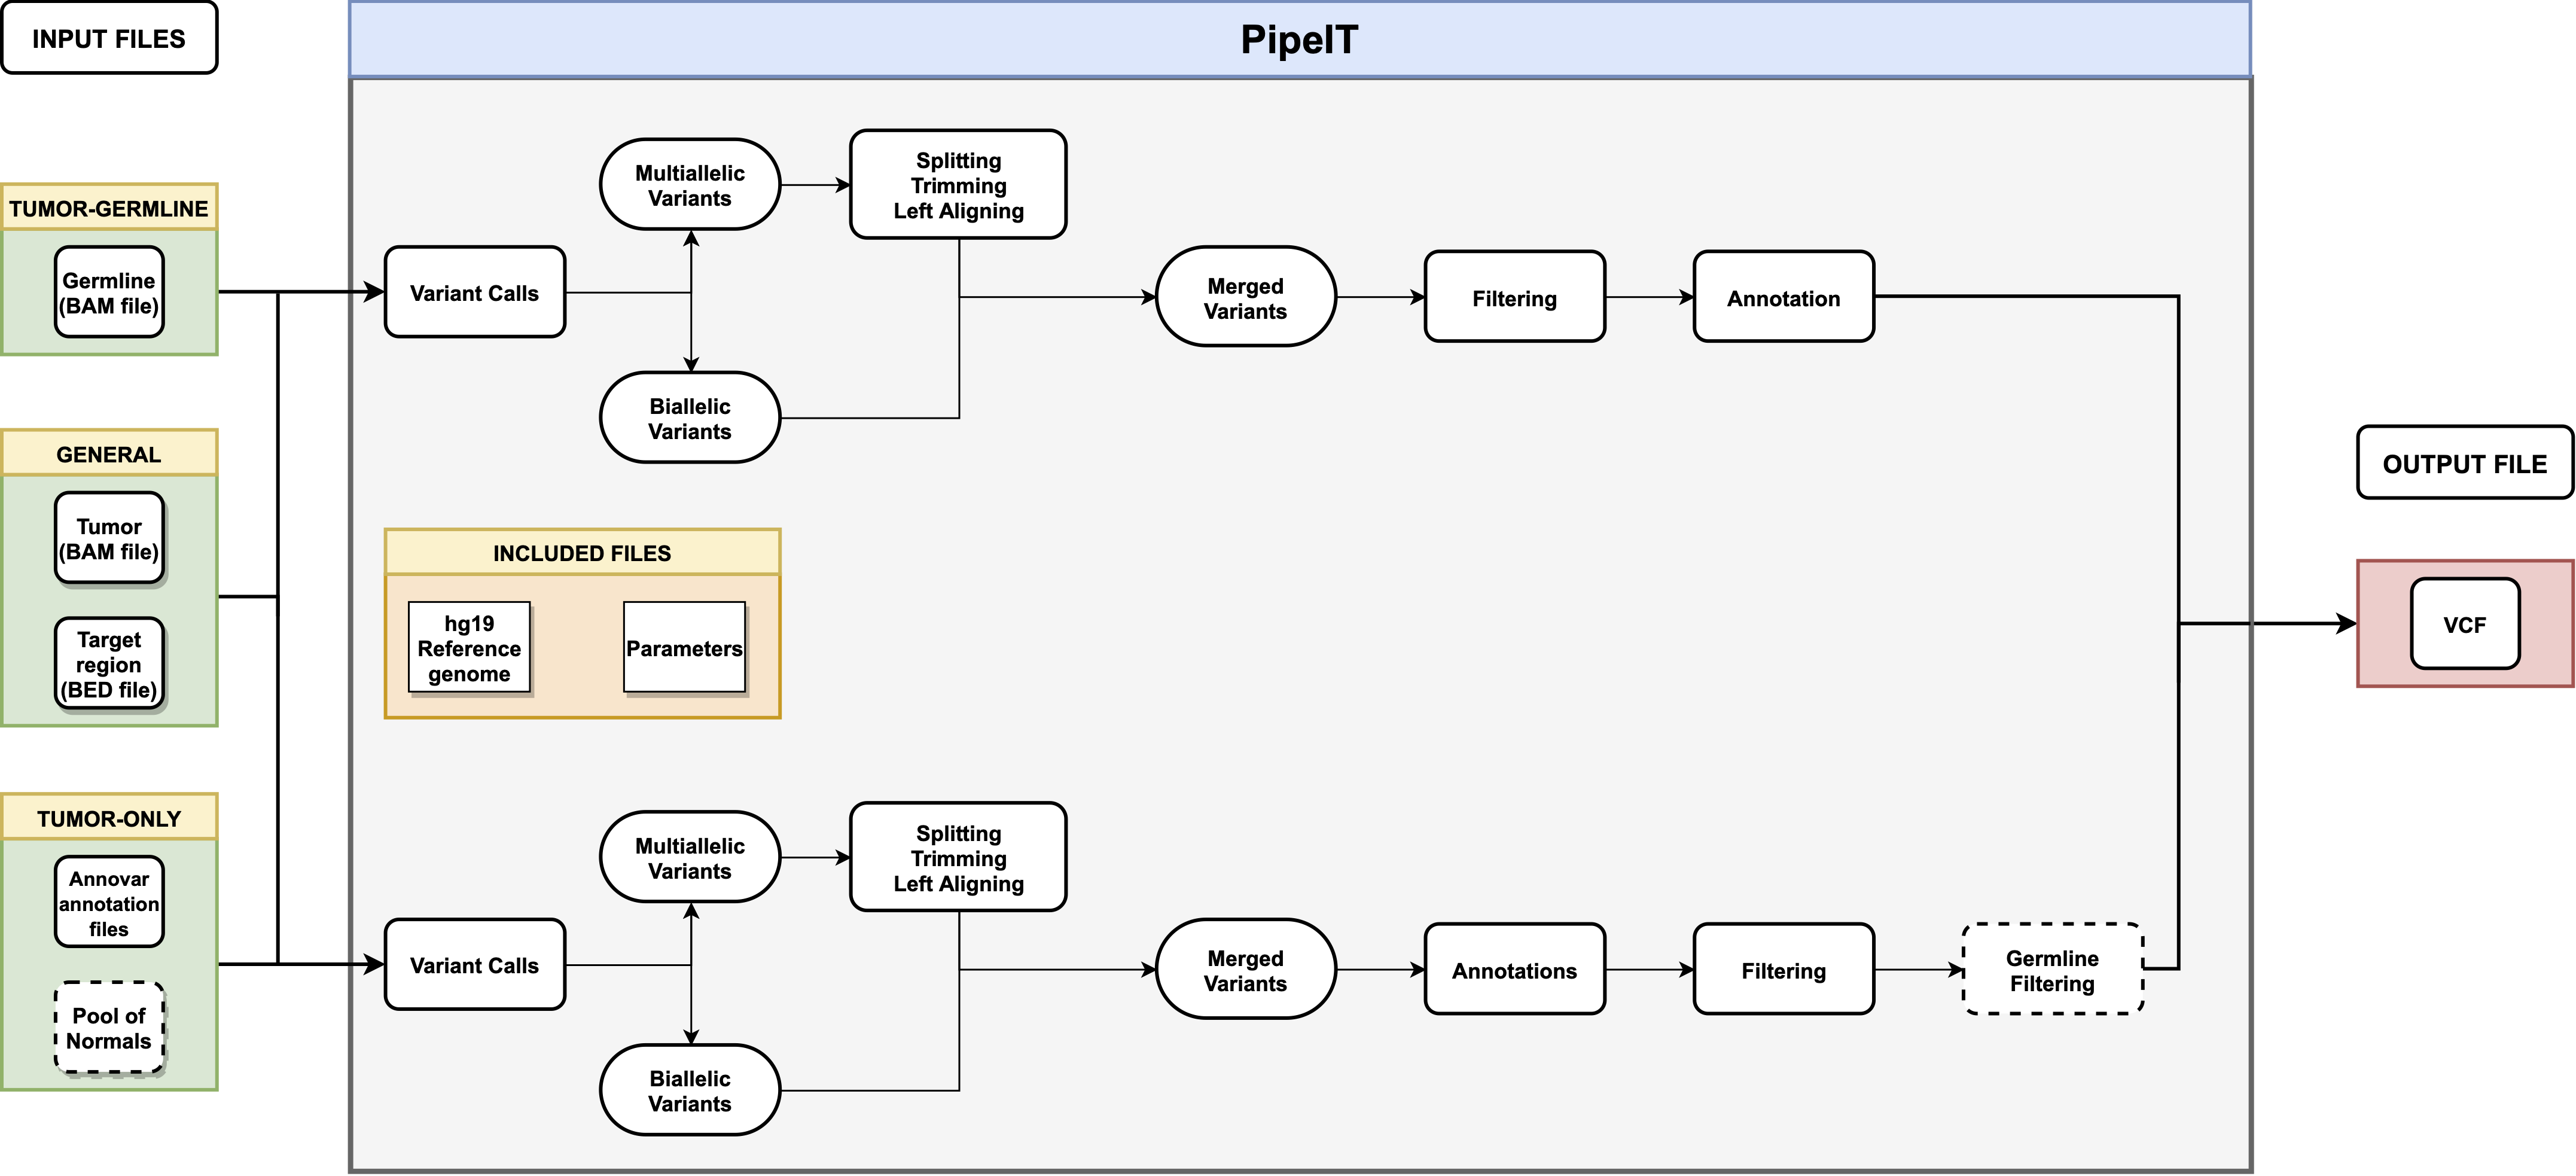 INPUT FILES
PipeIT
TUMOR-GERMLINE
Germline
(BAM file)
GENERAL
Tumor
(BAM file)
Target
region
(BED file)
TUMOR-ONLY
Annovar
annotation
files
Pool of
Normals
Variant Calls
Multiallelic
Variants
Biallelic
Variants
Splitting
Trimming
Left Aligning
Merged
Variants
Filtering
Annotation
INCLUDED FILES
hg19
Reference
genome
Parameters
Variant Calls
Multiallelic
Variants
Biallelic
Variants
Splitting
Trimming
Left Aligning
Merged
Variants
Annotations
Filtering
Germline
Filtering
OUTPUT FILE
VCF